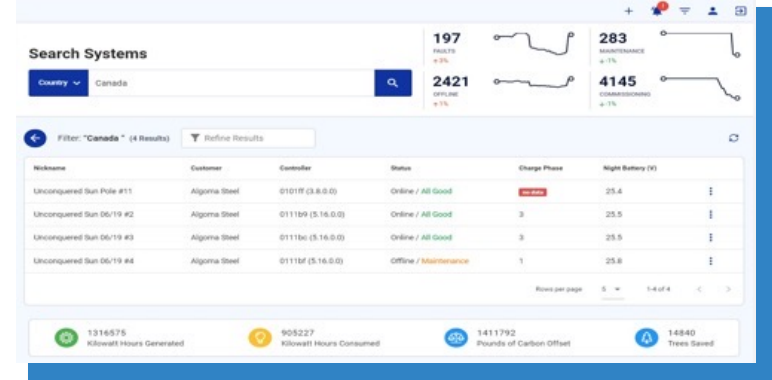 197
FAULTS
+3%
283
MAINTENANCE
-1%
Search Systems
Country
Canada
2421
OFFLINE
+1%
4145
COMMISSIONING
-1%
Filter: "Canada " (4 Results)
Refine Results
Nickname Customer Controller Status Charge Phase Night Battery (V)
Unconquered Sun Pole #11 Algoma Steel 0101ff (3.8.0.0) Online / All Good no data 25.4
Unconquered Sun 06/19 #2 Algoma Steel 0111b9 (5.16.0.0) Online / All Good 3 25.5
Unconquered Sun 06/19 #3 Algoma Steel 0111bc (5.16.0.0) Online / All Good 3 25.5
Unconquered Sun 06/19 #4 Algoma Steel 0111bf (5.16.0.0) Offline / Maintenance 1 25.8
Rows per page 5 1-4 of 4
1316575
Kilowatt Hours Generated
905227
Kilowatt Hours Consumed
1411792
Pounds of Carbon Offset
14840
Trees Saved